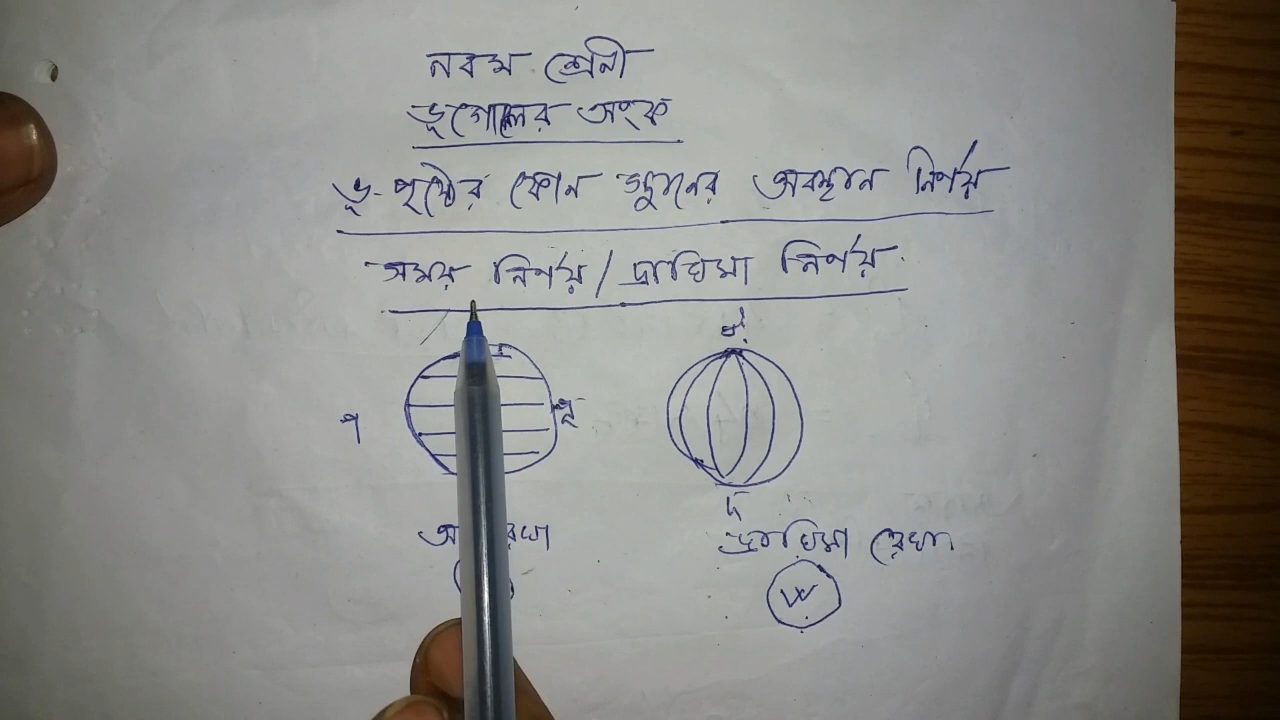 নবম শ্রেনী
ভূগোলের অংক
ভূ-পৃষ্ঠের কোন স্থানের অবস্থান নির্ণয়
সময় নির্ণয়/দ্রাঘিমা নির্ণয়
উ
প
পূ
দ
দ্রাঘিমা রেখা
W